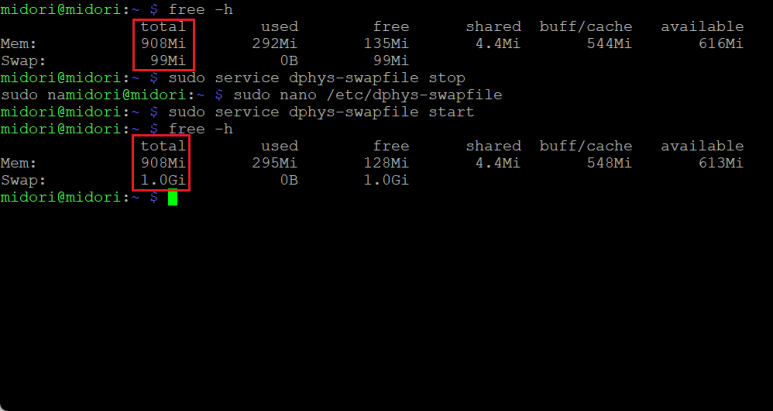 midori@midori:~ $ free -h
total used free shared buff/cache available
Mem: 908Mi 292Mi 135Mi 4.4Mi 544Mi 616Mi
Swap: 99Mi 0B 99Mi
midori@midori:~ $ sudo service dphys-swapfile stop
sudo namidori@midori:~ $ sudo nano /etc/dphys-swapfile
midori@midori:~ $ sudo service dphys-swapfile start
midori@midori:~ $ free -h
total used free shared buff/cache available
Mem: 908Mi 295Mi 128Mi 4.4Mi 548Mi 613Mi
Swap: 1.0Gi 0B 1.0Gi
midori@midori:~ $